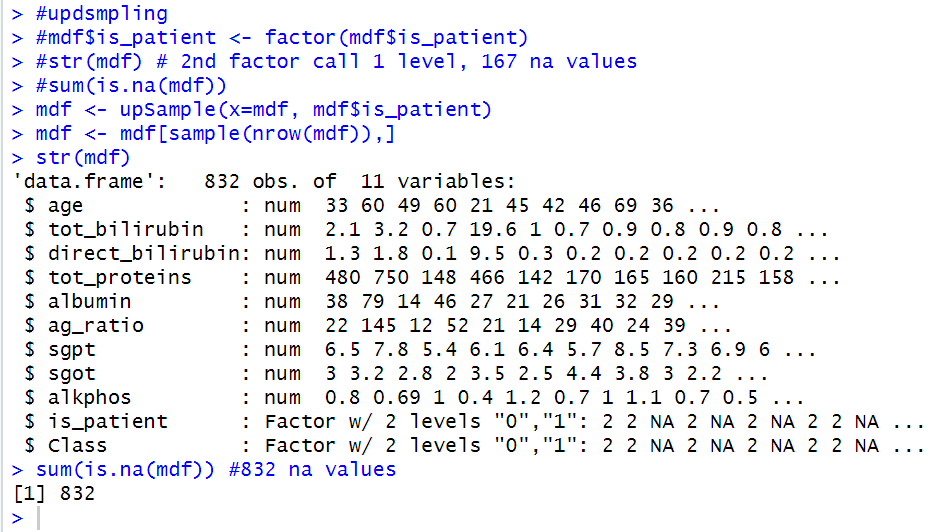 > #updsmpling
> #mdf$is_patient <- factor(mdf$is_patient)
> #str(mdf) # 2nd factor call 1 level, 167 na values
> #sum(is.na(mdf))
> mdf <- upSample(x=mdf, mdf$is_patient)
> mdf <- mdf[sample(nrow(mdf)),]
> str(mdf)
'data.frame':   832 obs. of  11 variables:
 $ age             : num  33 60 49 60 21 45 42 46 69 36 ...
 $ tot_bilirubin   : num  2.1 3.2 0.7 19.6 1 0.7 0.9 0.8 0.9 0.8 ...
 $ direct_bilirubin: num  1.3 1.8 0.1 9.5 0.3 0.2 0.2 0.2 0.2 0.2 ...
 $ tot_proteins    : num  480 750 148 466 142 170 165 160 215 158 ...
 $ albumin         : num  38 79 14 46 27 21 26 31 32 29 ...
 $ ag_ratio        : num  22 145 12 52 21 14 29 40 24 39 ...
 $ sgpt            : num  6.5 7.8 5.4 6.1 6.4 5.7 8.5 7.3 6.9 6 ...
 $ sgot            : num  3 3.2 2.8 2 3.5 2.5 4.4 3.8 3 2.2 ...
 $ alkphos         : num  0.8 0.69 1 0.4 1.2 0.7 1 1.1 0.7 0.5 ...
 $ is_patient      : Factor w/ 2 levels "0","1": 2 2 NA 2 NA 2 NA 2 2 NA ...
 $ Class           : Factor w/ 2 levels "0","1": 2 2 NA 2 NA 2 NA 2 2 NA ...
> sum(is.na(mdf)) #832 na values
[1] 832
>